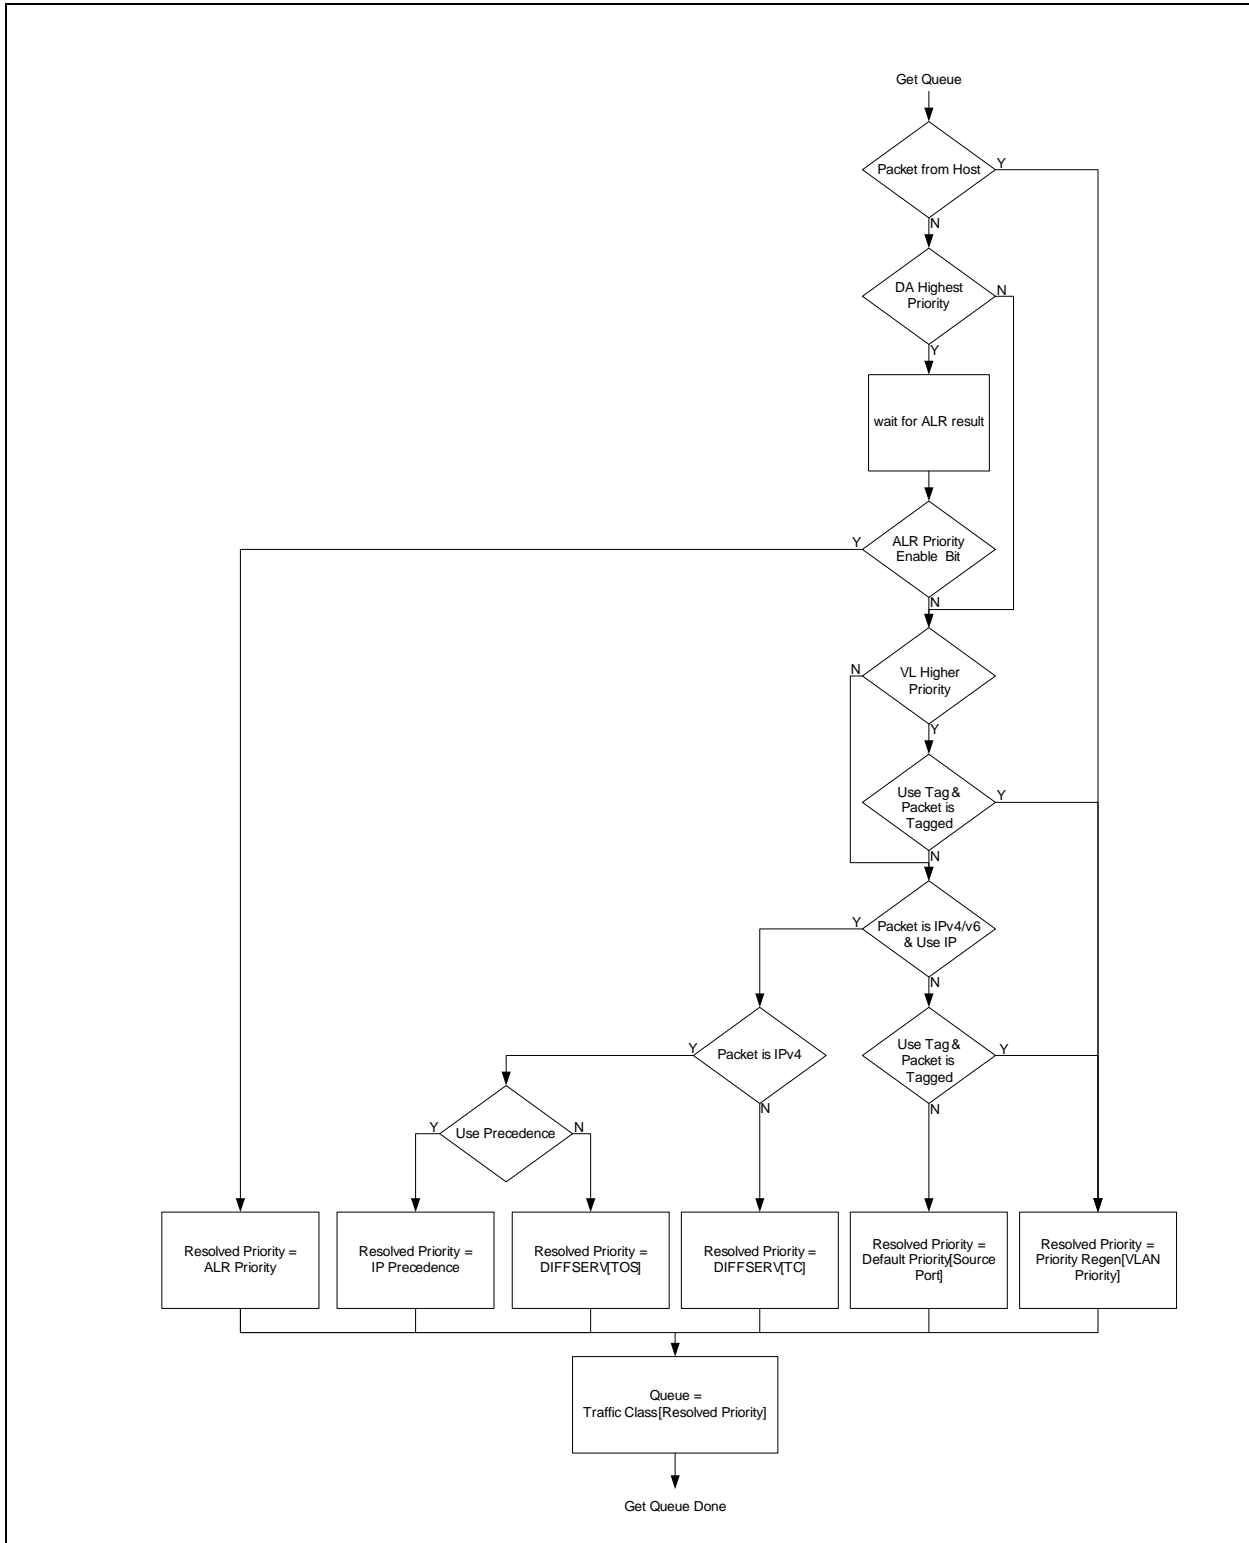 Get Queue
Packet from Host
Y
N
DA Highest
Priority
N
Y
wait for ALR result
ALR Priority
Enable Bit
Y
N
VL Higher
Priority
N
Y
Use Tag &
Packet is
Tagged
Y
N
Packet is IPv4/v6
& Use IP
Y
N
Packet is IPv4
Y
N
Use Tag &
Packet is
Tagged
Y
N
Use Precedence
Y
N
Resolved Priority =
ALR Priority
Resolved Priority =
IP Precedence
Resolved Priority =
DIFFSERV[TOS]
Resolved Priority =
DIFFSERV[TC]
Resolved Priority =
Default Priority[Source
Port]
Resolved Priority =
Priority Regen[VLAN
Priority]
Queue =
Traffic Class[Resolved Priority]
Get Queue Done